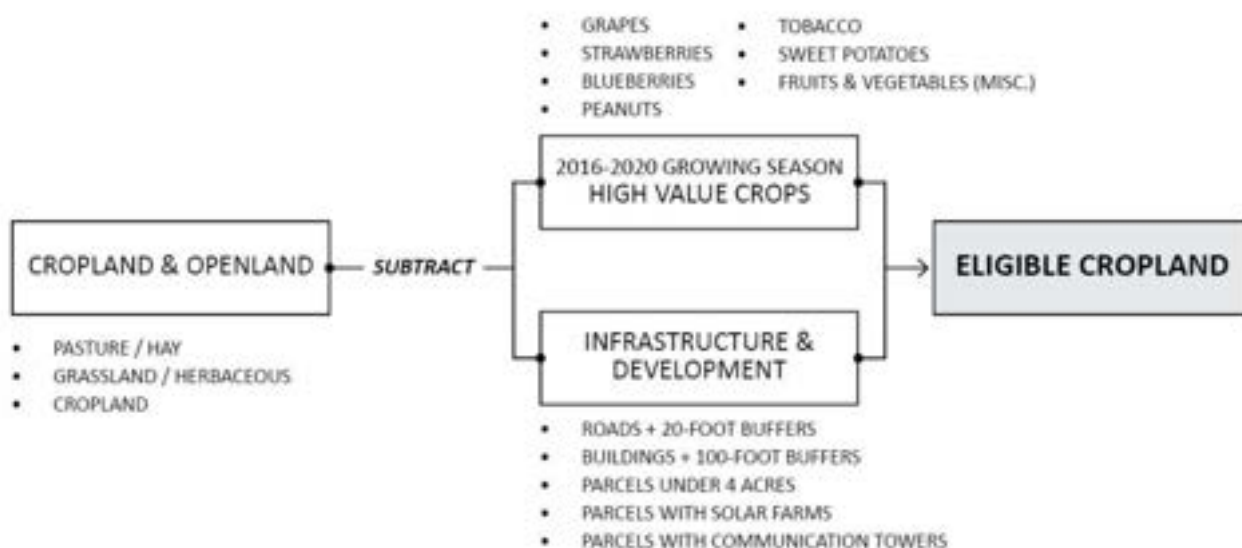 • GRAPES
• STRAWBERRIES
• BLUEBERRIES
• PEANUTS
• TOBACCO
• SWEET POTATOES
• FRUITS & VEGETABLES (MISC.)
2016-2020 GROWING SEASON
HIGH VALUE CROPS
CROPLAND & OPENLAND
SUBTRACT
ELIGIBLE CROPLAND
• PASTURE / HAY
• GRASSLAND / HERBACEOUS
• CROPLAND
INFRASTRUCTURE &
DEVELOPMENT
• ROADS + 20-FOOT BUFFERS
• BUILDINGS + 100-FOOT BUFFERS
• PARCELS UNDER 4 ACRES
• PARCELS WITH SOLAR FARMS
• PARCELS WITH COMMUNICATION TOWERS